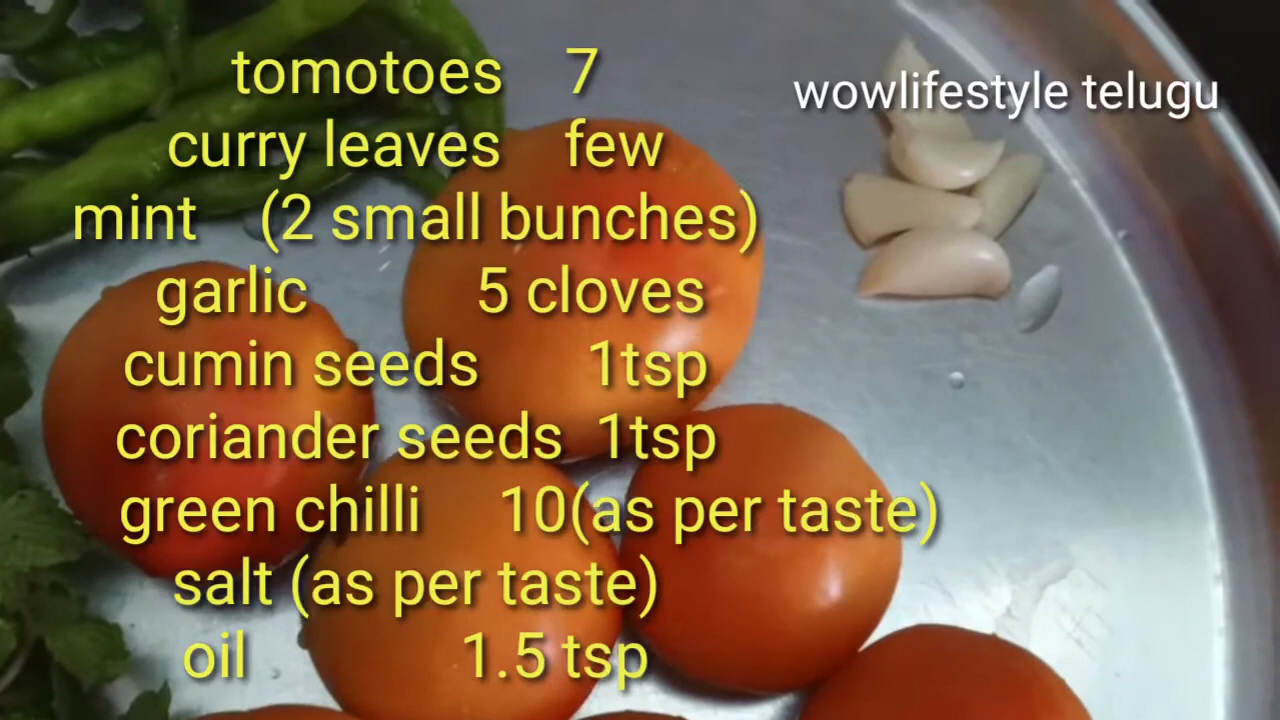 tomotoes 7
wowlifestyle telugu
curry leaves few
mint (2 small bunches)
garlic 5 cloves
cumin seeds 1tsp
coriander seeds 1tsp
green chilli 10(as per taste)
salt (as per taste)
oil 1.5 tsp